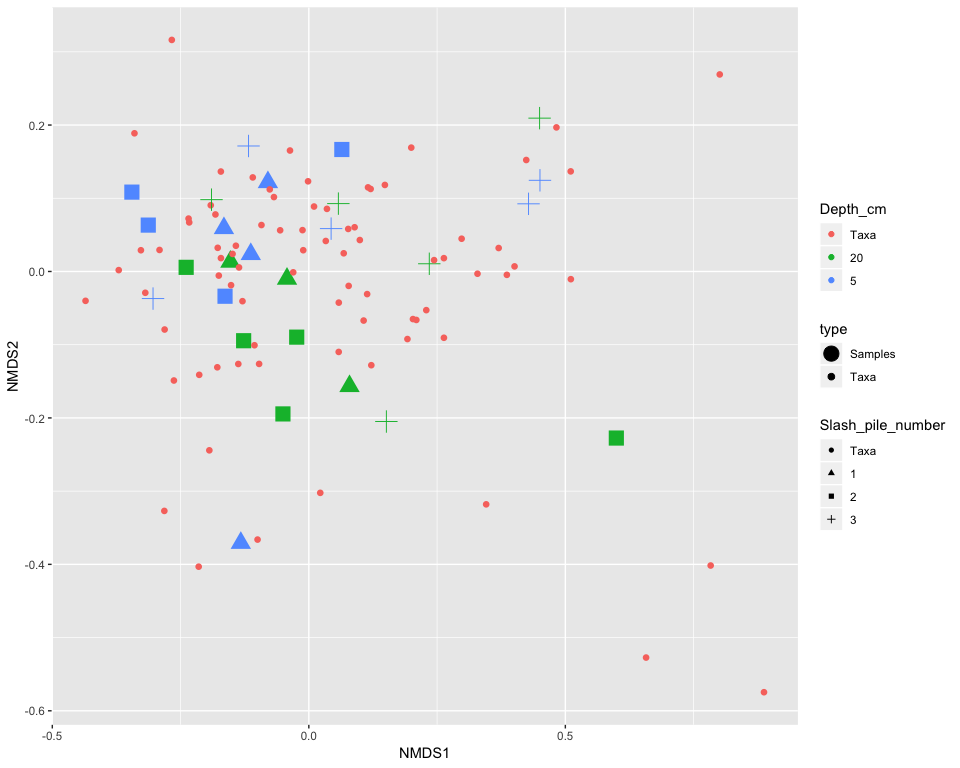 0.2
0.0
-0.2
-0.4
-0.6
NMDS2
-0.5
0.0
0.5
NMDS1
Depth_cm
Taxa
20
5
type
Samples
Taxa
Slash_pile_number
Taxa
1
2
3